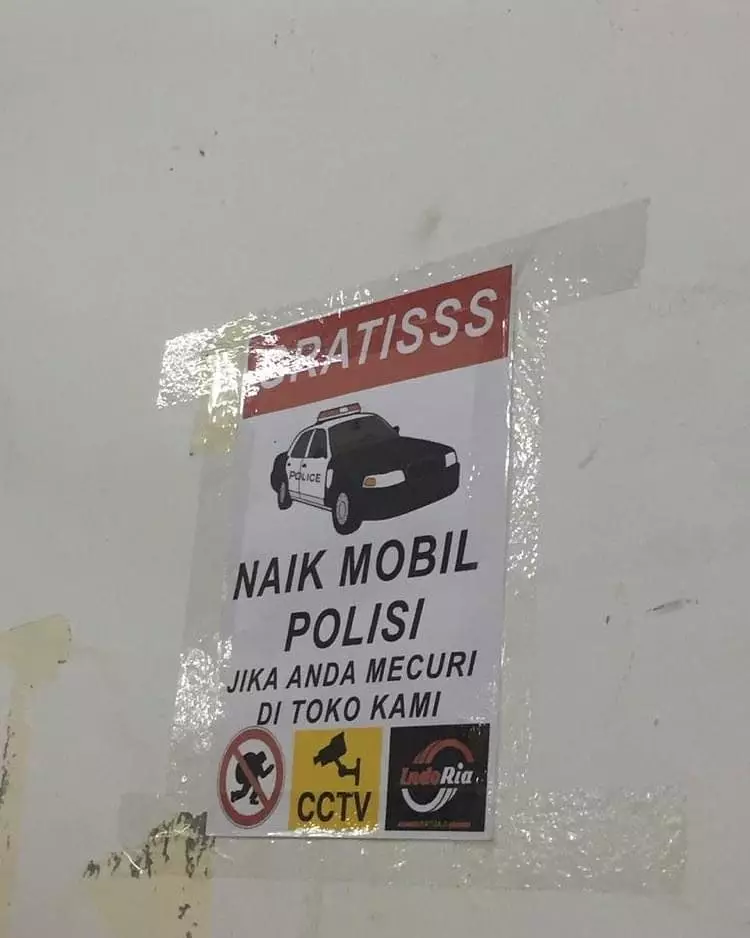 GRATISSS
POLICE
NAIK MOBIL
POLISI
JIKA ANDA MECURI
DI TOKO KAMI
CCTV
IndoRia